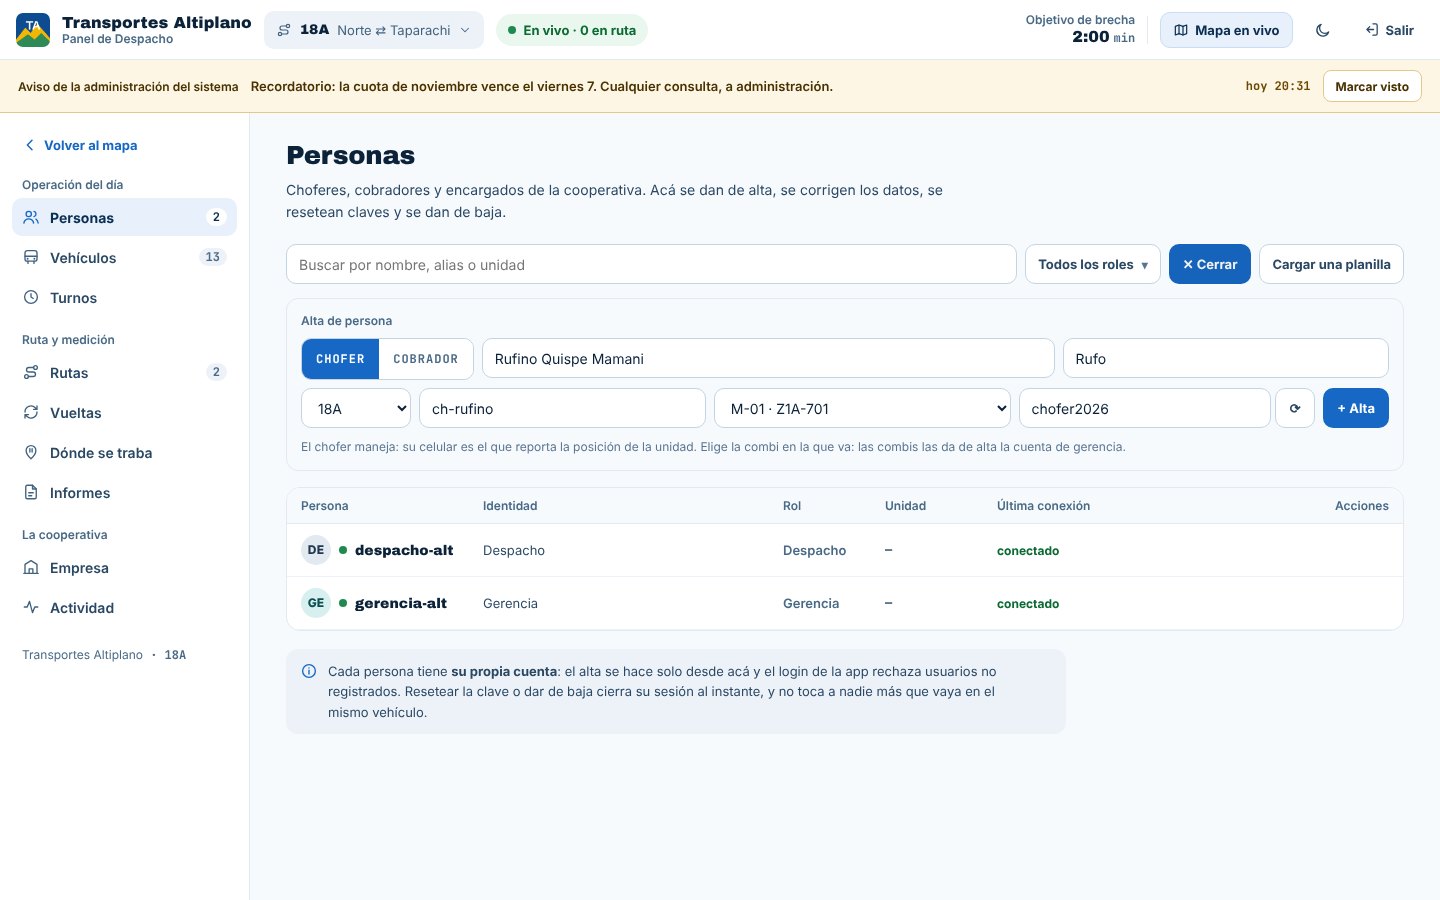 TA
Transportes Altiplano
Panel de Despacho
18A Norte ⇄ Taparachi
En vivo · 0 en ruta
Objetivo de brecha
2:00 min
Mapa en vivo
Salir
Aviso de la administración del sistema Recordatorio: la cuota de noviembre vence el viernes 7. Cualquier consulta, a administración. hoy 20:31 Marcar visto
Volver al mapa
Operación del día
Personas 2
Vehículos 13
Turnos
Ruta y medición
Rutas 2
Vueltas
Dónde se traba
Informes
La cooperativa
Empresa
Actividad
Transportes Altiplano · 18A
Personas
Choferes, cobradores y encargados de la cooperativa. Acá se dan de alta, se corrigen los datos, se
resetean claves y se dan de baja.
Buscar por nombre, alias o unidad Todos los roles ▾ ✕ Cerrar Cargar una planilla
Alta de persona
CHOFER COBRADOR Rufino Quispe Mamani Rufo
18A ch-rufino M-01 · Z1A-701 chofer2026 ⟳ + Alta
El chofer maneja: su celular es el que reporta la posición de la unidad. Elige la combi en la que va: las combis las da de alta la cuenta de gerencia.
Persona Identidad Rol Unidad Última conexión Acciones
DE despacho-alt Despacho Despacho – conectado
GE gerencia-alt Gerencia Gerencia – conectado
Cada persona tiene su propia cuenta: el alta se hace solo desde acá y el login de la app rechaza usuarios no
registrados. Resetear la clave o dar de baja cierra su sesión al instante, y no toca a nadie más que vaya en el
mismo vehículo.